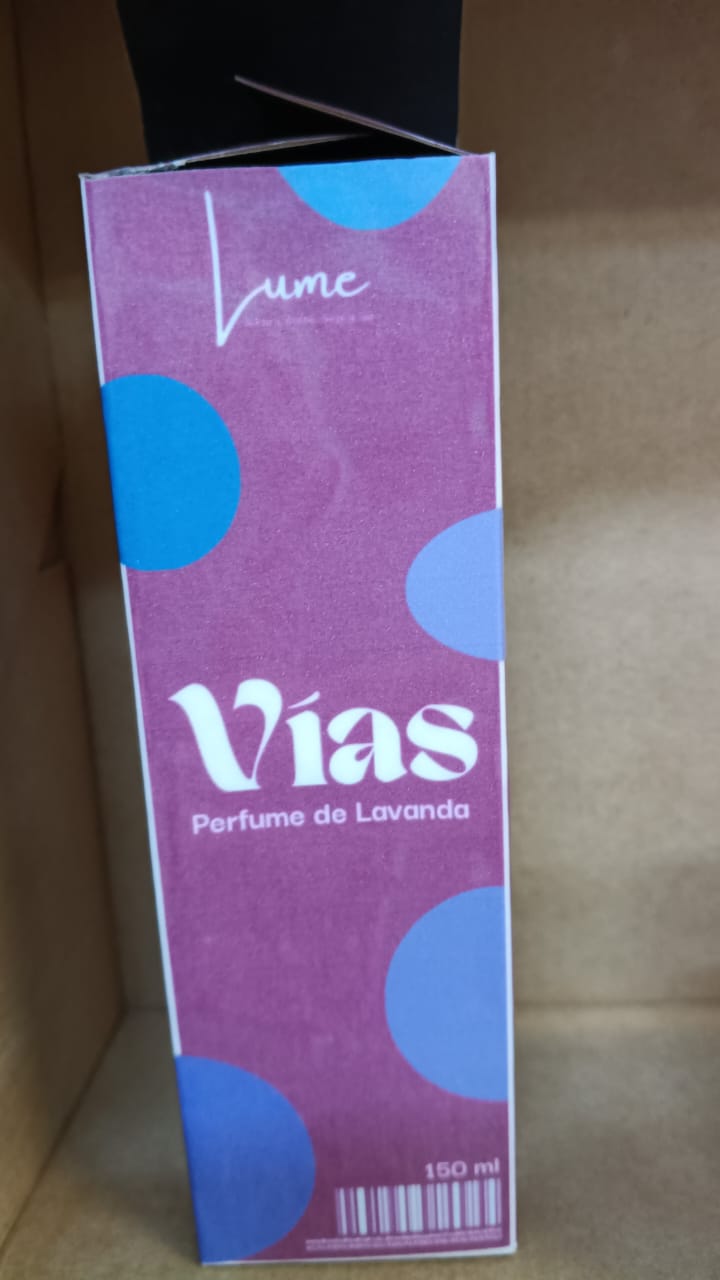 Lume
Vías
Perfume de Lavanda
150 ml